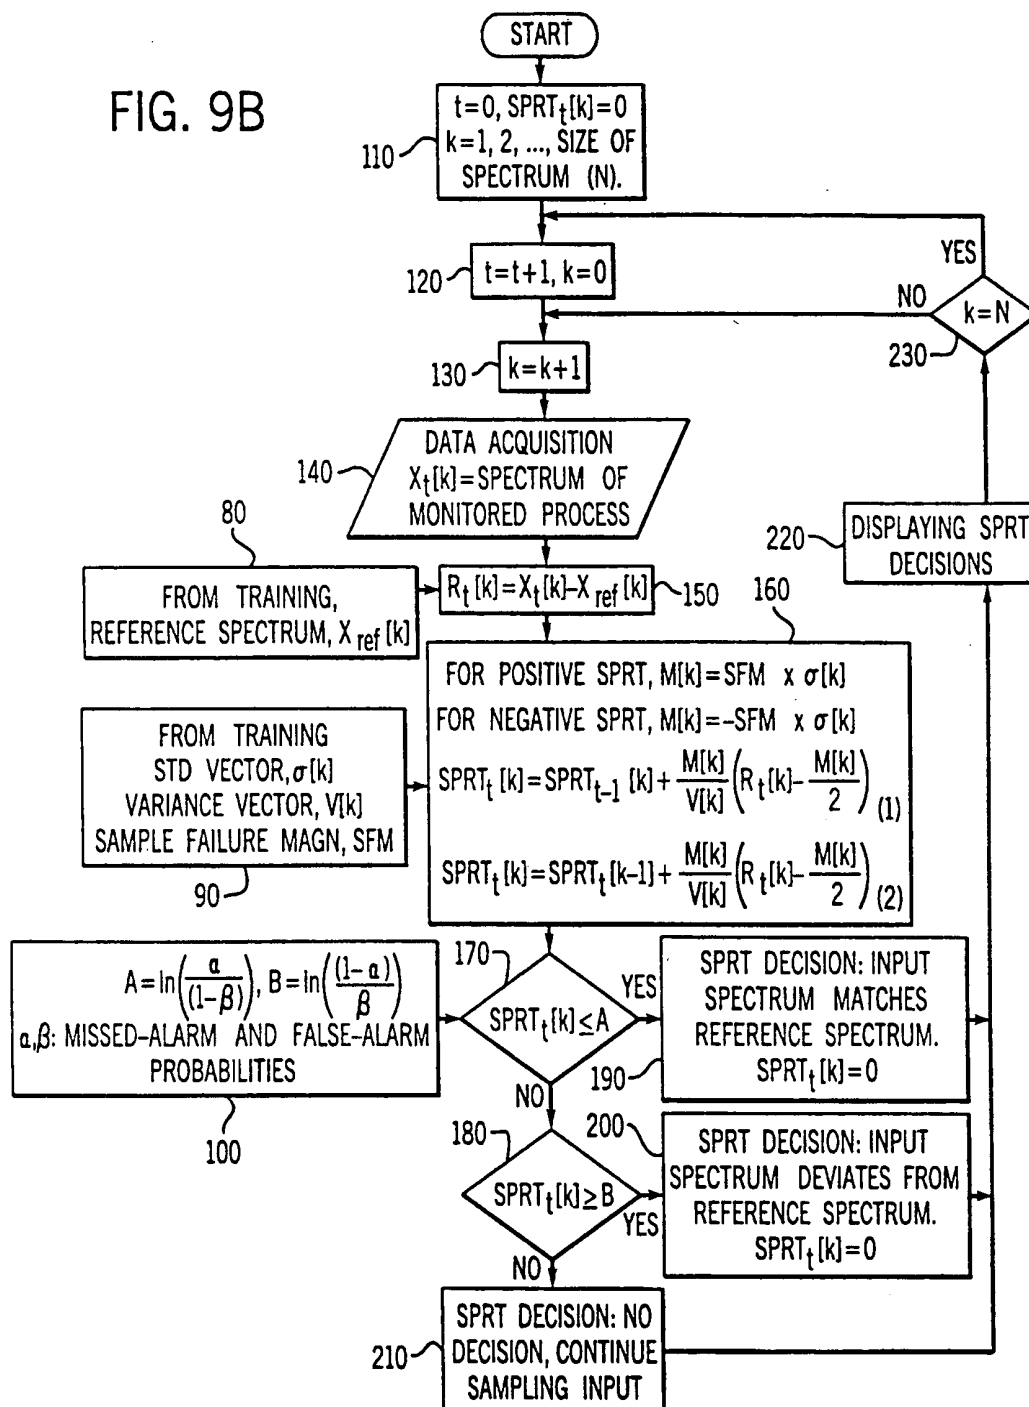 START
FIG. 9B
t=0, SPRTt[k]=0
k=1, 2, ..., SIZE OF
SPECTRUM (N).
110
YES
120
t=t+1, k=0
NO
k=N
230
130
k=k+1
DATA ACQUISITION
Xt[k]=SPECTRUM OF
MONITORED PROCESS
140
80
220
DISPLAYING SPRT
DECISIONS
FROM TRAINING,
REFERENCE SPECTRUM, Xref[k]
Rt[k]=Xt[k]-Xref[k]
150
160
FOR POSITIVE SPRT, M[k]=SFM x σ[k]
FOR NEGATIVE SPRT, M[k]=-SFM x σ[k]
SPRTt[k]=SPRTt-1[k]+M[k]/V[k](Rt[k]-M[k]/2)(1)
SPRTt[k]=SPRTt[k-1]+M[k]/V[k](Rt[k]-M[k]/2)(2)
FROM TRAINING
STD VECTOR,σ[k]
VARIANCE VECTOR, V[k]
SAMPLE FAILURE MAGN, SFM
90
A=ln(α/(1-β)), B=ln((1-α)/β)
α,β: MISSED-ALARM AND FALSE-ALARM
PROBABILITIES
100
170
SPRTt[k]≤A
YES
NO
SPRT DECISION: INPUT
SPECTRUM MATCHES
REFERENCE SPECTRUM.
SPRTt[k]=0
190
180
SPRTt[k]≥B
YES
NO
200
SPRT DECISION: INPUT
SPECTRUM DEVIATES FROM
REFERENCE SPECTRUM.
SPRTt[k]=0
SPRT DECISION: NO
DECISION, CONTINUE
SAMPLING INPUT
210